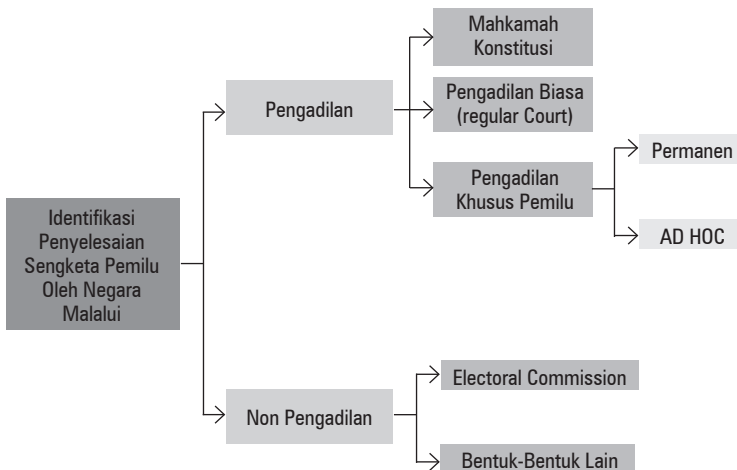 Identifikasi
Penyelesaian
Sengketa Pemilu
Oleh Negara
Malalui
Pengadilan
Mahkamah
Konstitusi
Pengadilan Biasa
(regular Court)
Pengadilan
Khusus Pemilu
Permanen
AD HOC
Non Pengadilan
Electoral Commission
Bentuk-Bentuk Lain